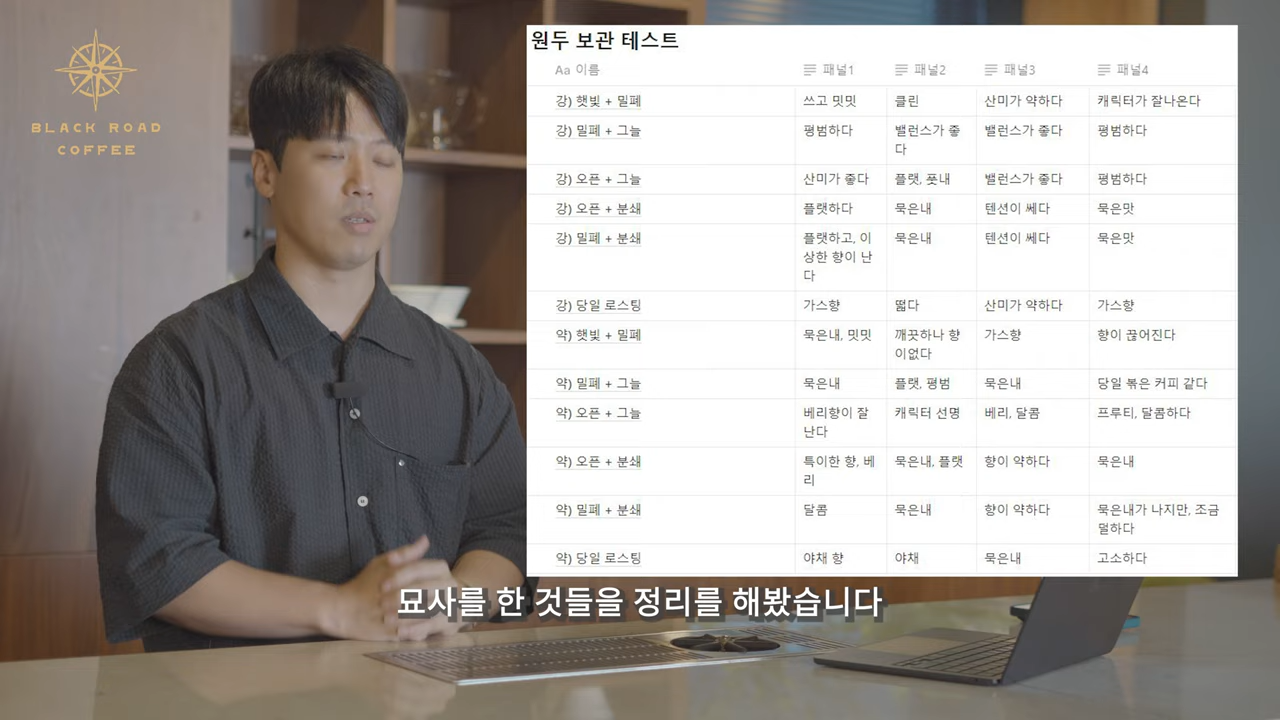 BLACK ROAD
COFFEE
원두 보관 테스트
Aa 이름 패널1 패널2 패널3 패널4
강) 햇빛 + 밀폐 쓰고 밋밋 클린 산미가 약하다 캐릭터가 잘나온다
강) 밀폐 + 그늘 평범하다 밸런스가 좋 밸런스가 좋다 평범하다
다
강) 오픈 + 그늘 산미가 좋다 플랫, 풋내 밸런스가 좋다 평범하다
강) 오픈 + 분쇄 플랫하다 묵은내 텐션이 쎄다 묵은맛
강) 밀폐 + 분쇄 플랫하고, 이 묵은내 텐션이 쎄다 묵은맛
상한 향이 난
다
강) 당일 로스팅 가스향 떫다 산미가 약하다 가스향
약) 햇빛 + 밀폐 묵은내, 밋밋 깨끗하나 향 가스향 향이 끊어진다
이없다
약) 밀폐 + 그늘 묵은내 플랫, 평범 묵은내 당일 볶은 커피 같다
약) 오픈 + 그늘 베리향이 잘 캐릭터 선명 베리, 달콤 프루티, 달콤하다
난다
약) 오픈 + 분쇄 특이한 향, 베 묵은내, 플랫 향이 약하다 묵은내
리
약) 밀폐 + 분쇄 달콤 묵은내 향이 약하다 묵은내가 나지만, 조금
덜하다
약) 당일 로스팅 야채 향 야채 묵은내 고소하다
묘사를 한 것들을 정리를 해봤습니다